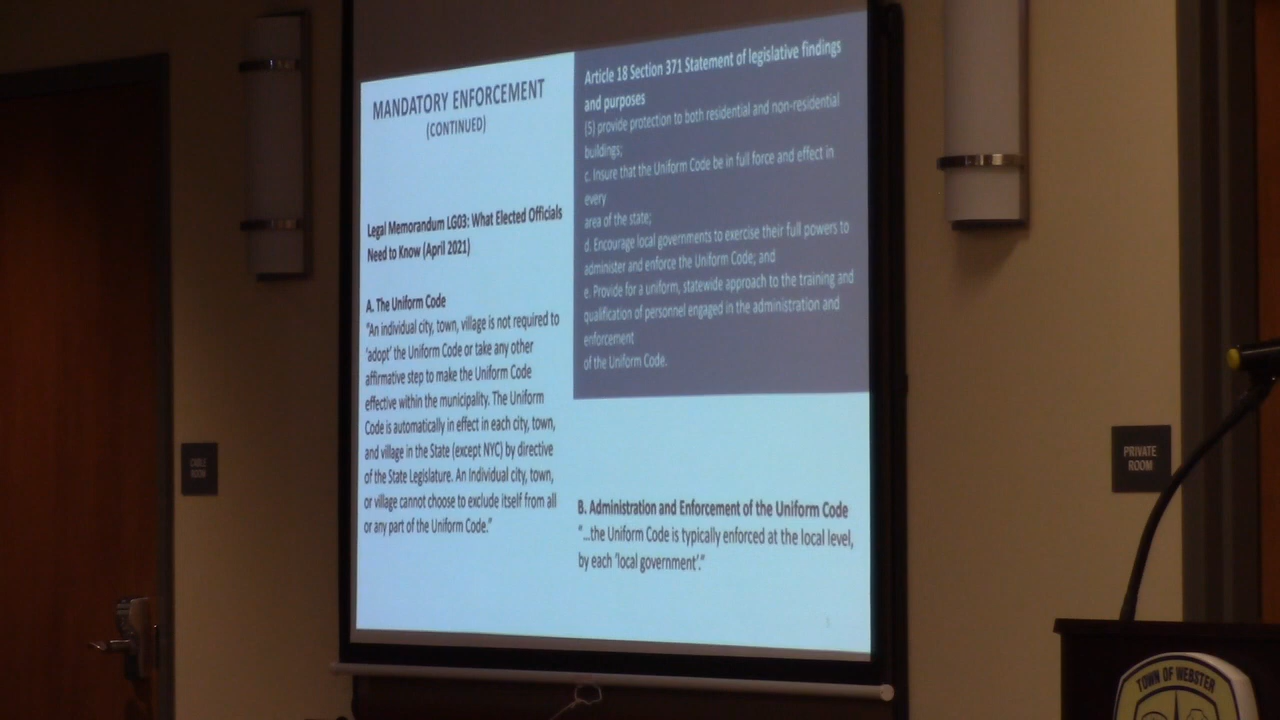 MANDATORY ENFORCEMENT
(CONTINUED)
Legal Memorandum LG03: What Elected Officials
Need to Know (April 2021)
A. The Uniform Code
"An individual city, town, village is not required to
'adopt' the Uniform Code or take any other
affirmative step to make the Uniform Code
effective within the municipality. The Uniform
Code is automatically in effect in each city, town,
and village in the State (except NYC) by directive
of the State Legislature. An individual city, town,
or village cannot choose to exclude itself from all
or any part of the Uniform Code."
Article 18 Section 371 Statement of legislative findings
and purposes
(5) provide protection to both residential and non-residential
buildings;
c. Insure that the Uniform Code be in full force and effect in
every
area of the state;
d. Encourage local governments to exercise their full powers to
administer and enforce the Uniform Code; and
e. Provide for a uniform, statewide approach to the training and
qualification of personnel engaged in the administration and
enforcement
of the Uniform Code.
B. Administration and Enforcement of the Uniform Code
"...the Uniform Code is typically enforced at the local level,
by each 'local government'."
CABLE
ROOM
PRIVATE
ROOM
TOWN OF WEBSTER